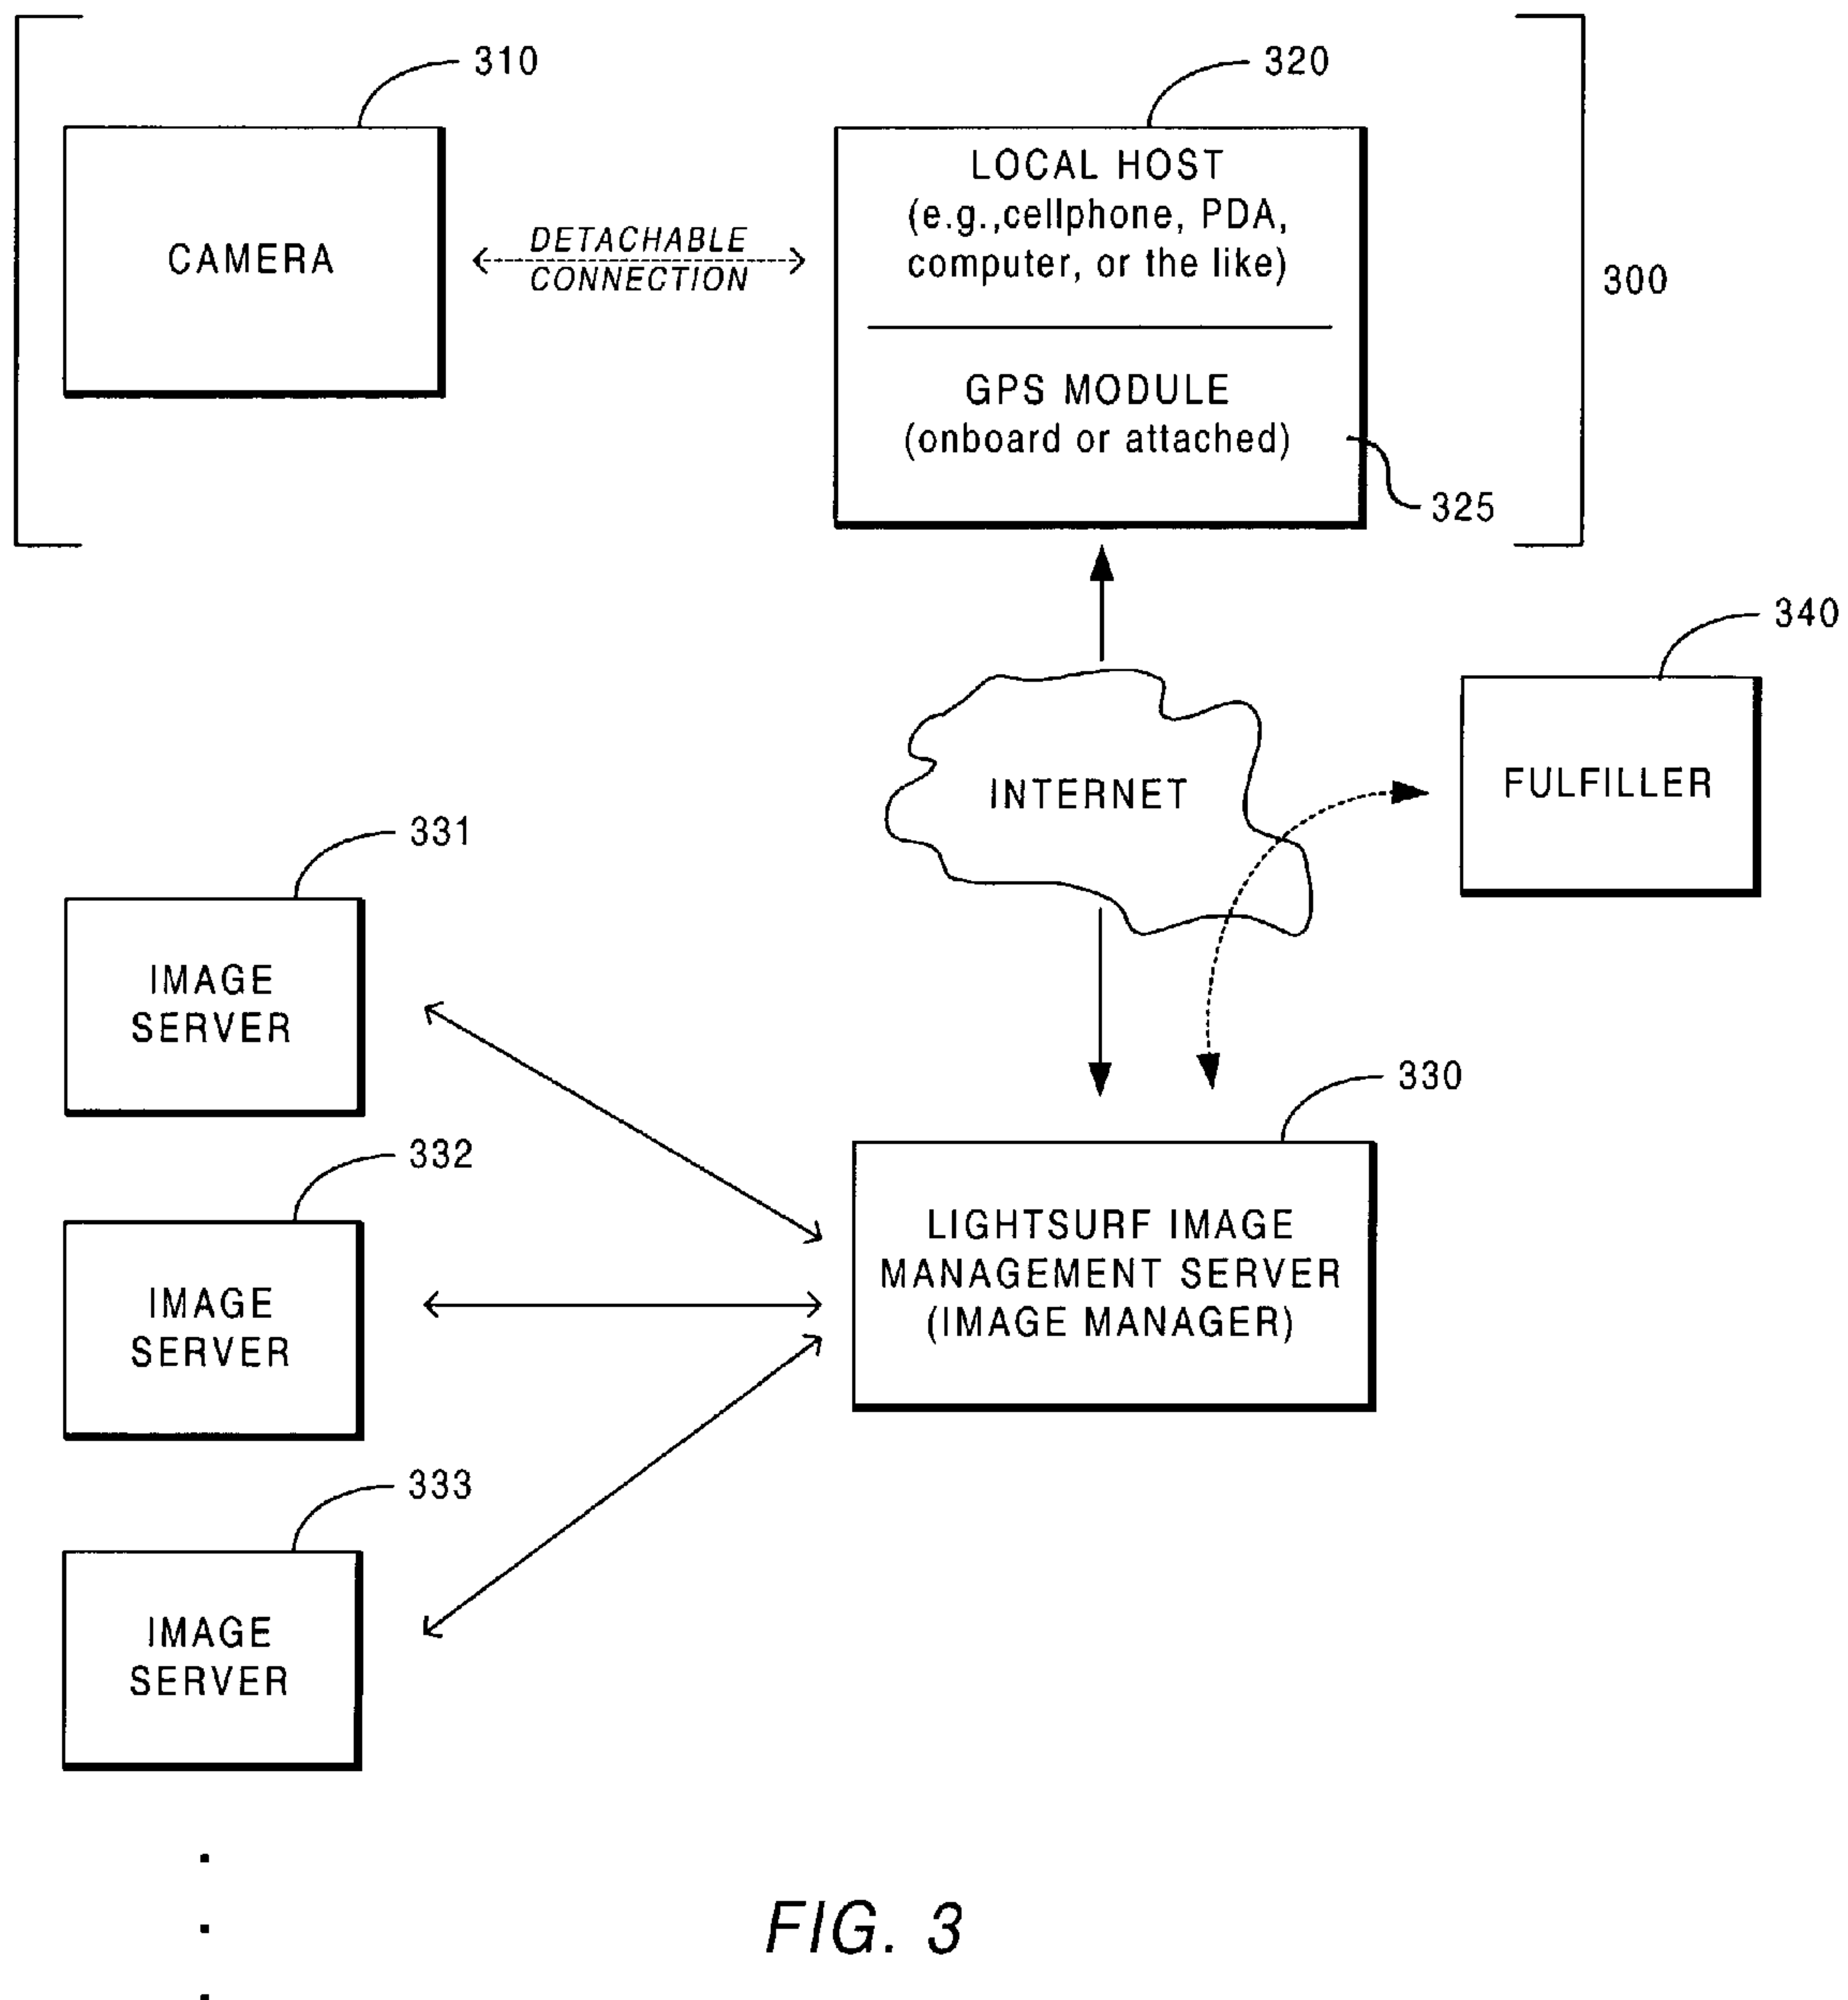 310
320
CAMERA
DETACHABLE
CONNECTION
LOCAL HOST
(e.g.,cellphone, PDA,
computer, or the like)
GPS MODULE
(onboard or attached)
300
325
340
INTERNET
FULFILLER
331
IMAGE
SERVER
330
332
LIGHTSURF IMAGE
MANAGEMENT SERVER
(IMAGE MANAGER)
IMAGE
SERVER
333
IMAGE
SERVER
FIG. 3